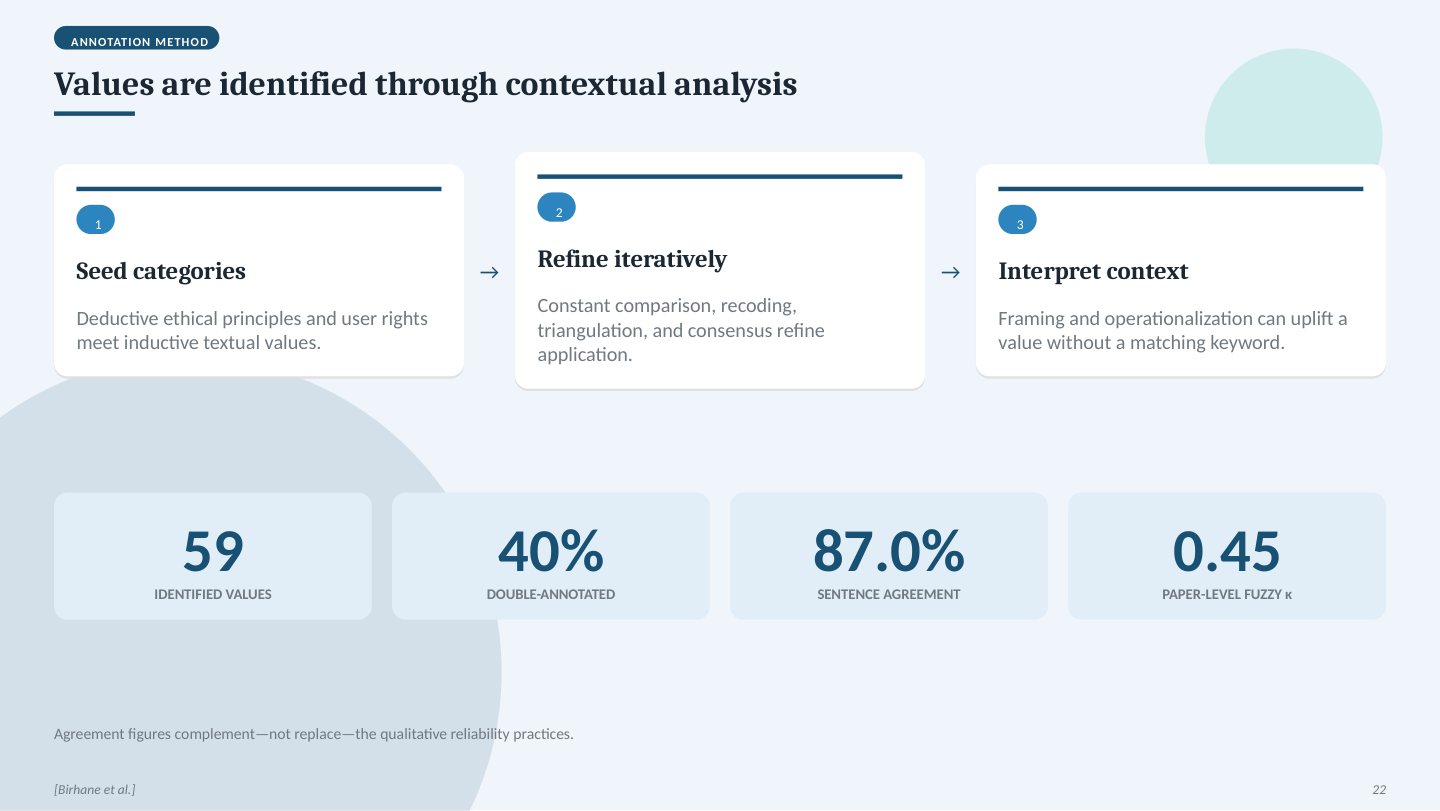 ANNOTATION METHOD
Values are identified through contextual analysis
1
Seed categories
Deductive ethical principles and user rights
meet inductive textual values.
→
2
Refine iteratively
Constant comparison, recoding,
triangulation, and consensus refine
application.
→
3
Interpret context
Framing and operationalization can uplift a
value without a matching keyword.
59
IDENTIFIED VALUES
40%
DOUBLE-ANNOTATED
87.0%
SENTENCE AGREEMENT
0.45
PAPER-LEVEL FUZZY κ
Agreement figures complement—not replace—the qualitative reliability practices.
[Birhane et al.]
22